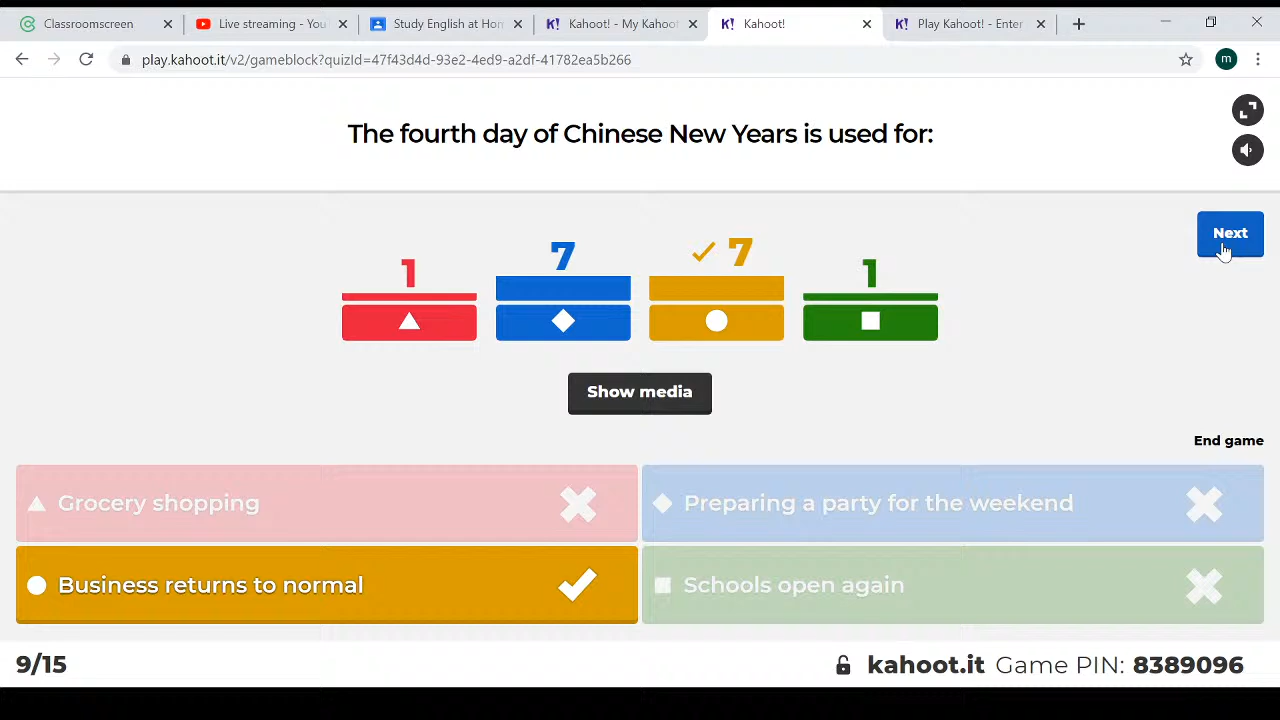 Classroomscreen
Live streaming - You
Study English at Hom
K! Kahoot! - My Kahoot
K! Kahoot!
K! Play Kahoot! - Enter
play.kahoot.it/v2/gameblock?quizId=47f43d4d-93e2-4ed9-a2df-41782ea5b266
m
The fourth day of Chinese New Years is used for:
Next
1
7
7
1
Show media
End game
Grocery shopping
Preparing a party for the weekend
Business returns to normal
Schools open again
9/15
kahoot.it Game PIN: 8389096